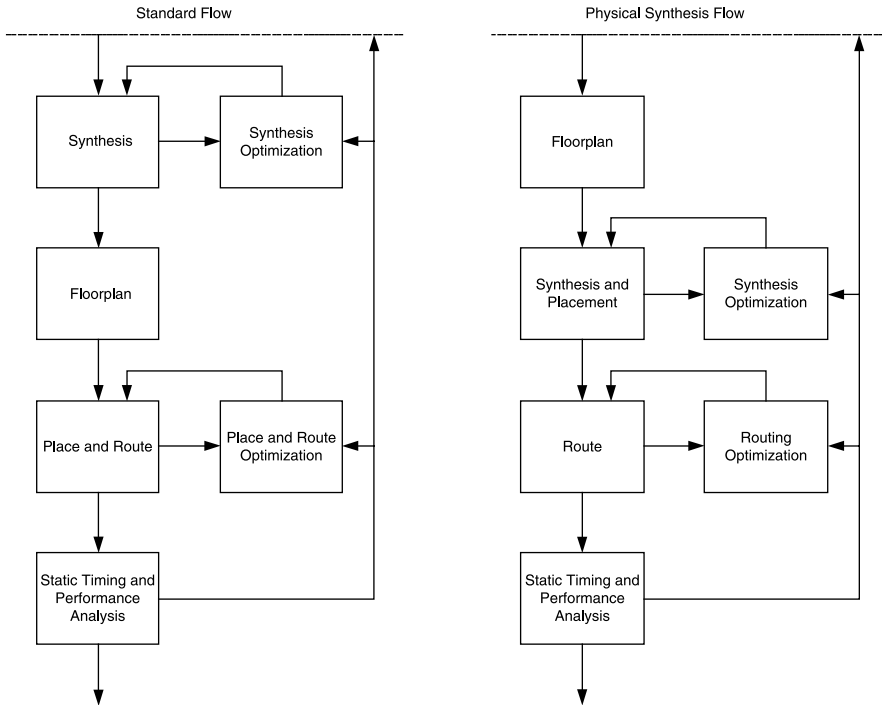 Standard Flow
Synthesis
Synthesis
Optimization
Floorplan
Place and Route
Place and Route
Optimization
Static Timing and
Performance
Analysis
Physical Synthesis Flow
Floorplan
Synthesis and
Placement
Synthesis
Optimization
Route
Routing
Optimization
Static Timing and
Performance
Analysis